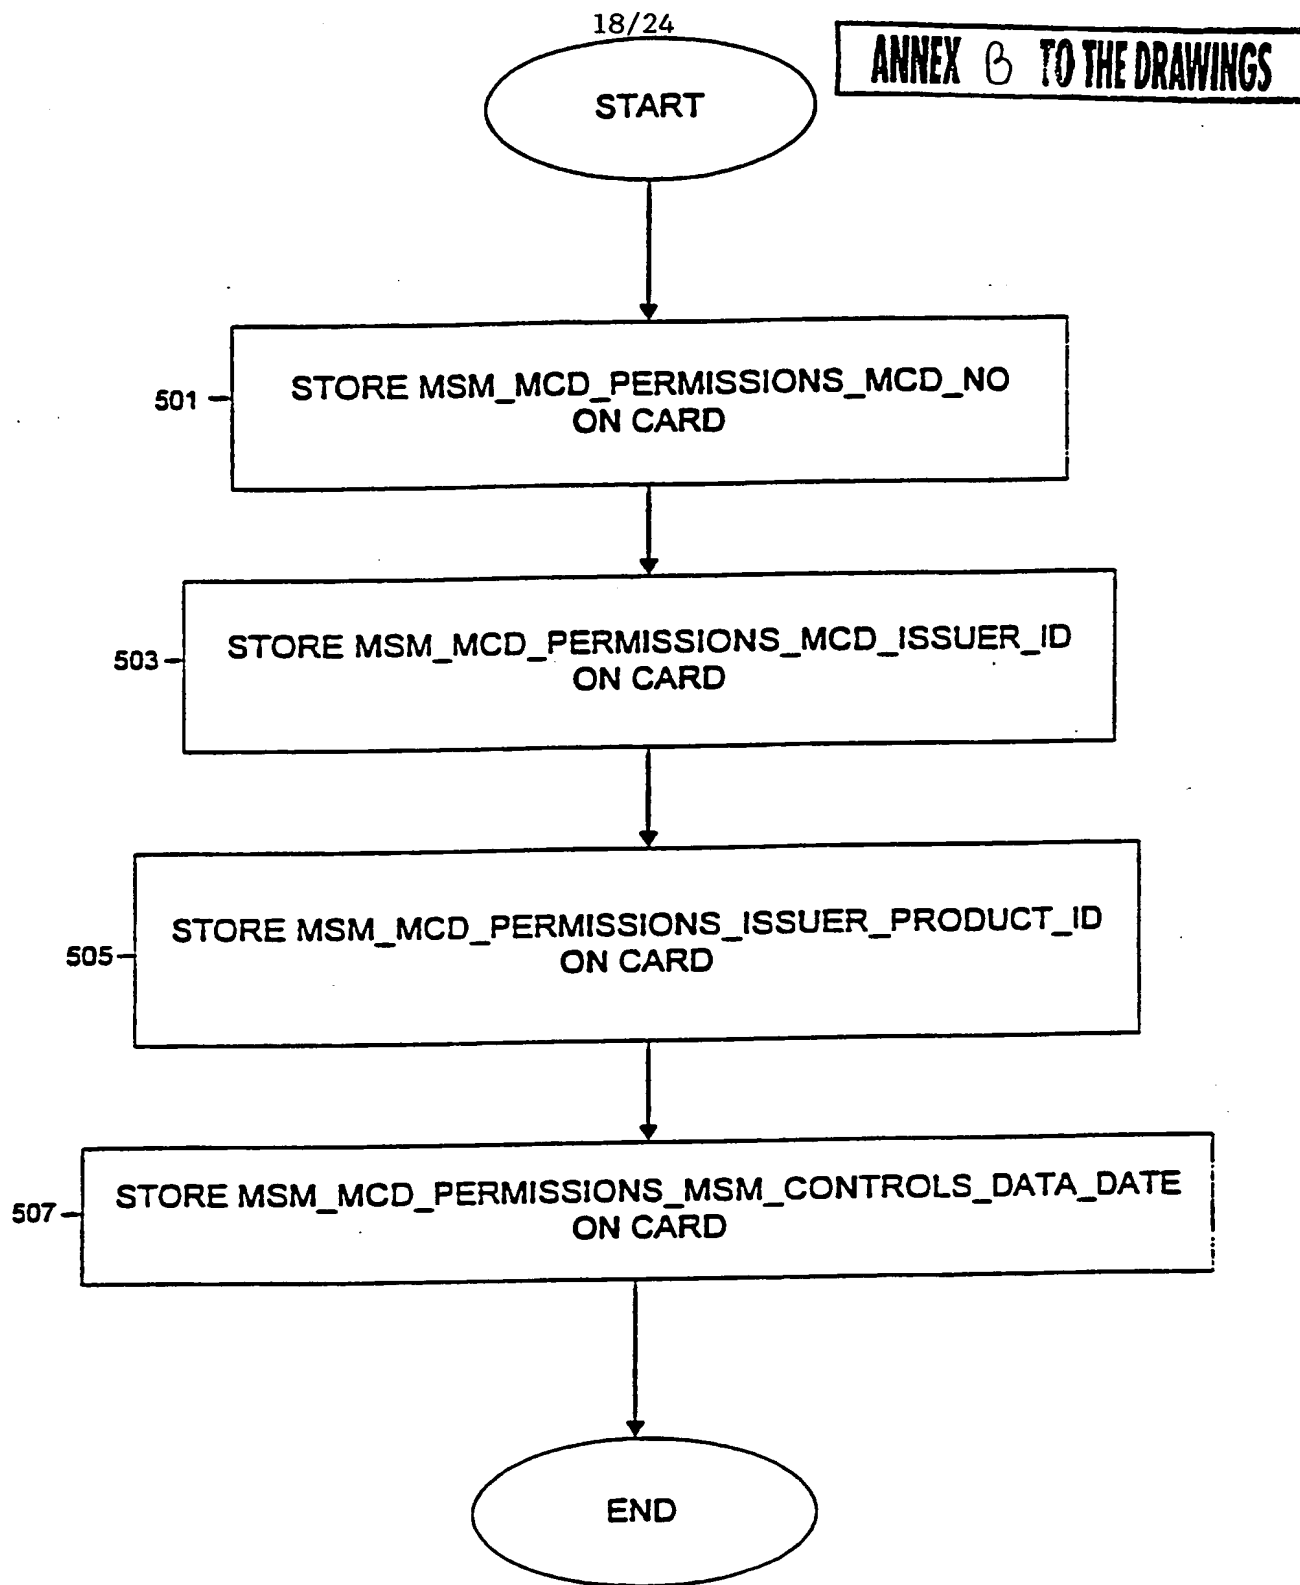 18/24
ANNEX B TO THE DRAWINGS
START
501
STORE MSM_MCD_PERMISSIONS_MCD_NO
ON CARD
503
STORE MSM_MCD_PERMISSIONS_MCD_ISSUER_ID
ON CARD
505
STORE MSM_MCD_PERMISSIONS_ISSUER_PRODUCT_ID
ON CARD
507
STORE MSM_MCD_PERMISSIONS_MSM_CONTROLS_DATA_DATE
ON CARD
END